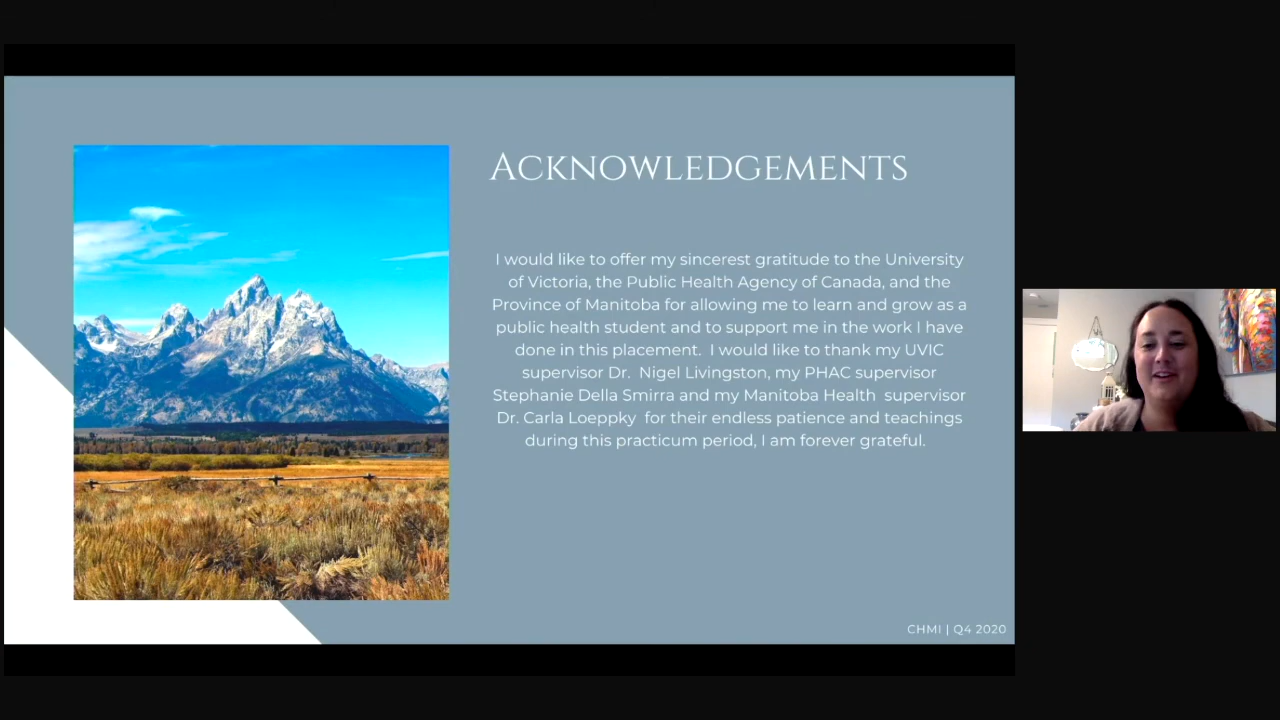 ACKNOWLEDGEMENTS
I would like to offer my sincerest gratitude to the University
of Victoria, the Public Health Agency of Canada, and the
Province of Manitoba for allowing me to learn and grow as a
public health student and to support me in the work I have
done in this placement.  I would like to thank my UVIC
supervisor Dr.  Nigel Livingston, my PHAC supervisor
Stephanie Della Smirra and my Manitoba Health  supervisor
Dr. Carla Loeppky  for their endless patience and teachings
during this practicum period, I am forever grateful.
CHMI | Q4 2020